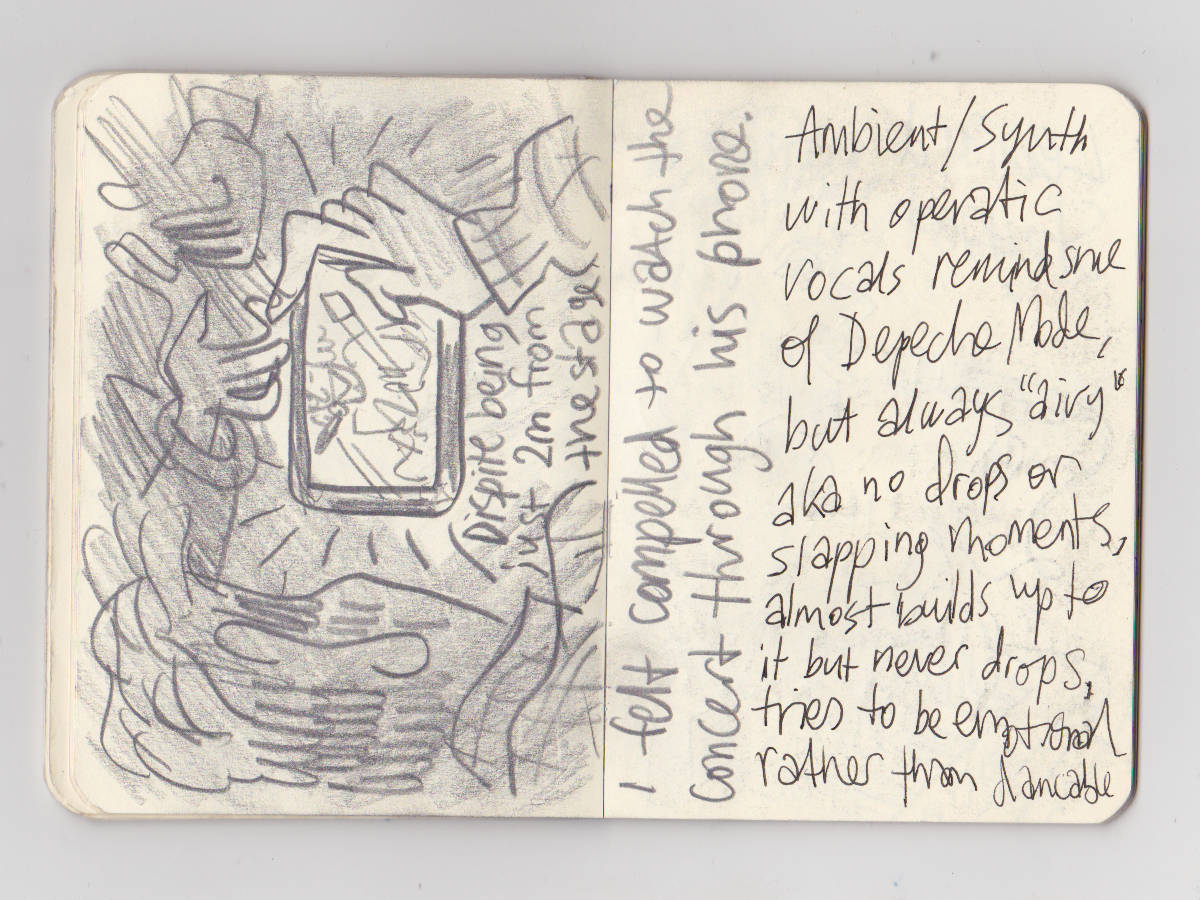 Dispite being
just 2m from
the stage
I felt compelled to watch the
concert through his phone.
Ambient/Synth
with operatic
vocals reminds me
of Depeche Mode,
but always "airy"
aka no drops or
slapping moments,
almost builds up to
it but never drops,
tries to be emotional
rather than dancable